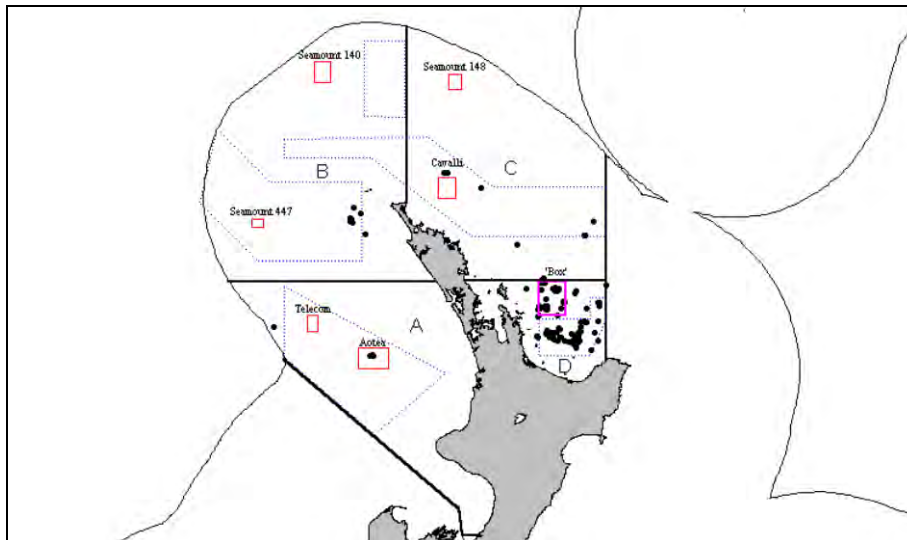 Seamount 140
Seamount 148
Cavalli
B
C
Seamount 447
'Box'
Telecom
A
Aotea
D